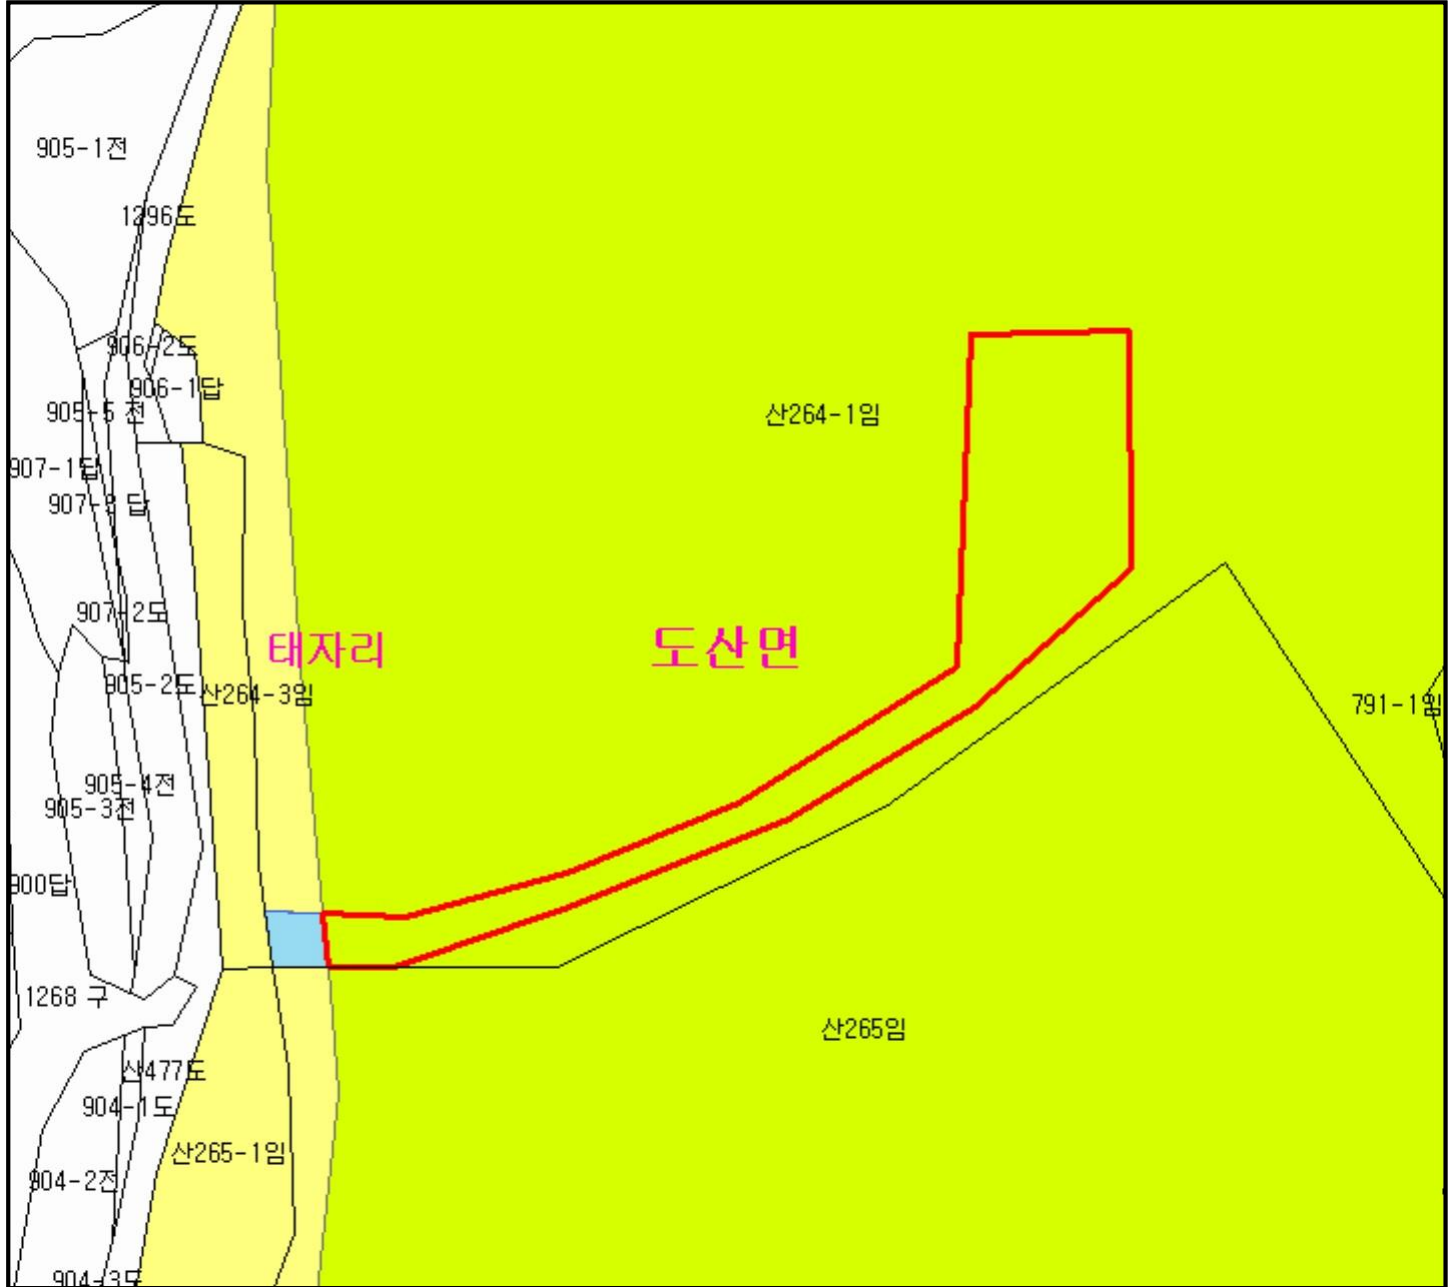 905-1전
1296도
906-2도
906-1답
905-5 전
산264-1임
907-1답
907-3 답
907-2도
태자리
도산면
905-2도
산264-3임
791-1임
905-4전
905-3전
900답
1268 구
산265임
산477도
904-1도
산265-1임
904-2전
904-3도